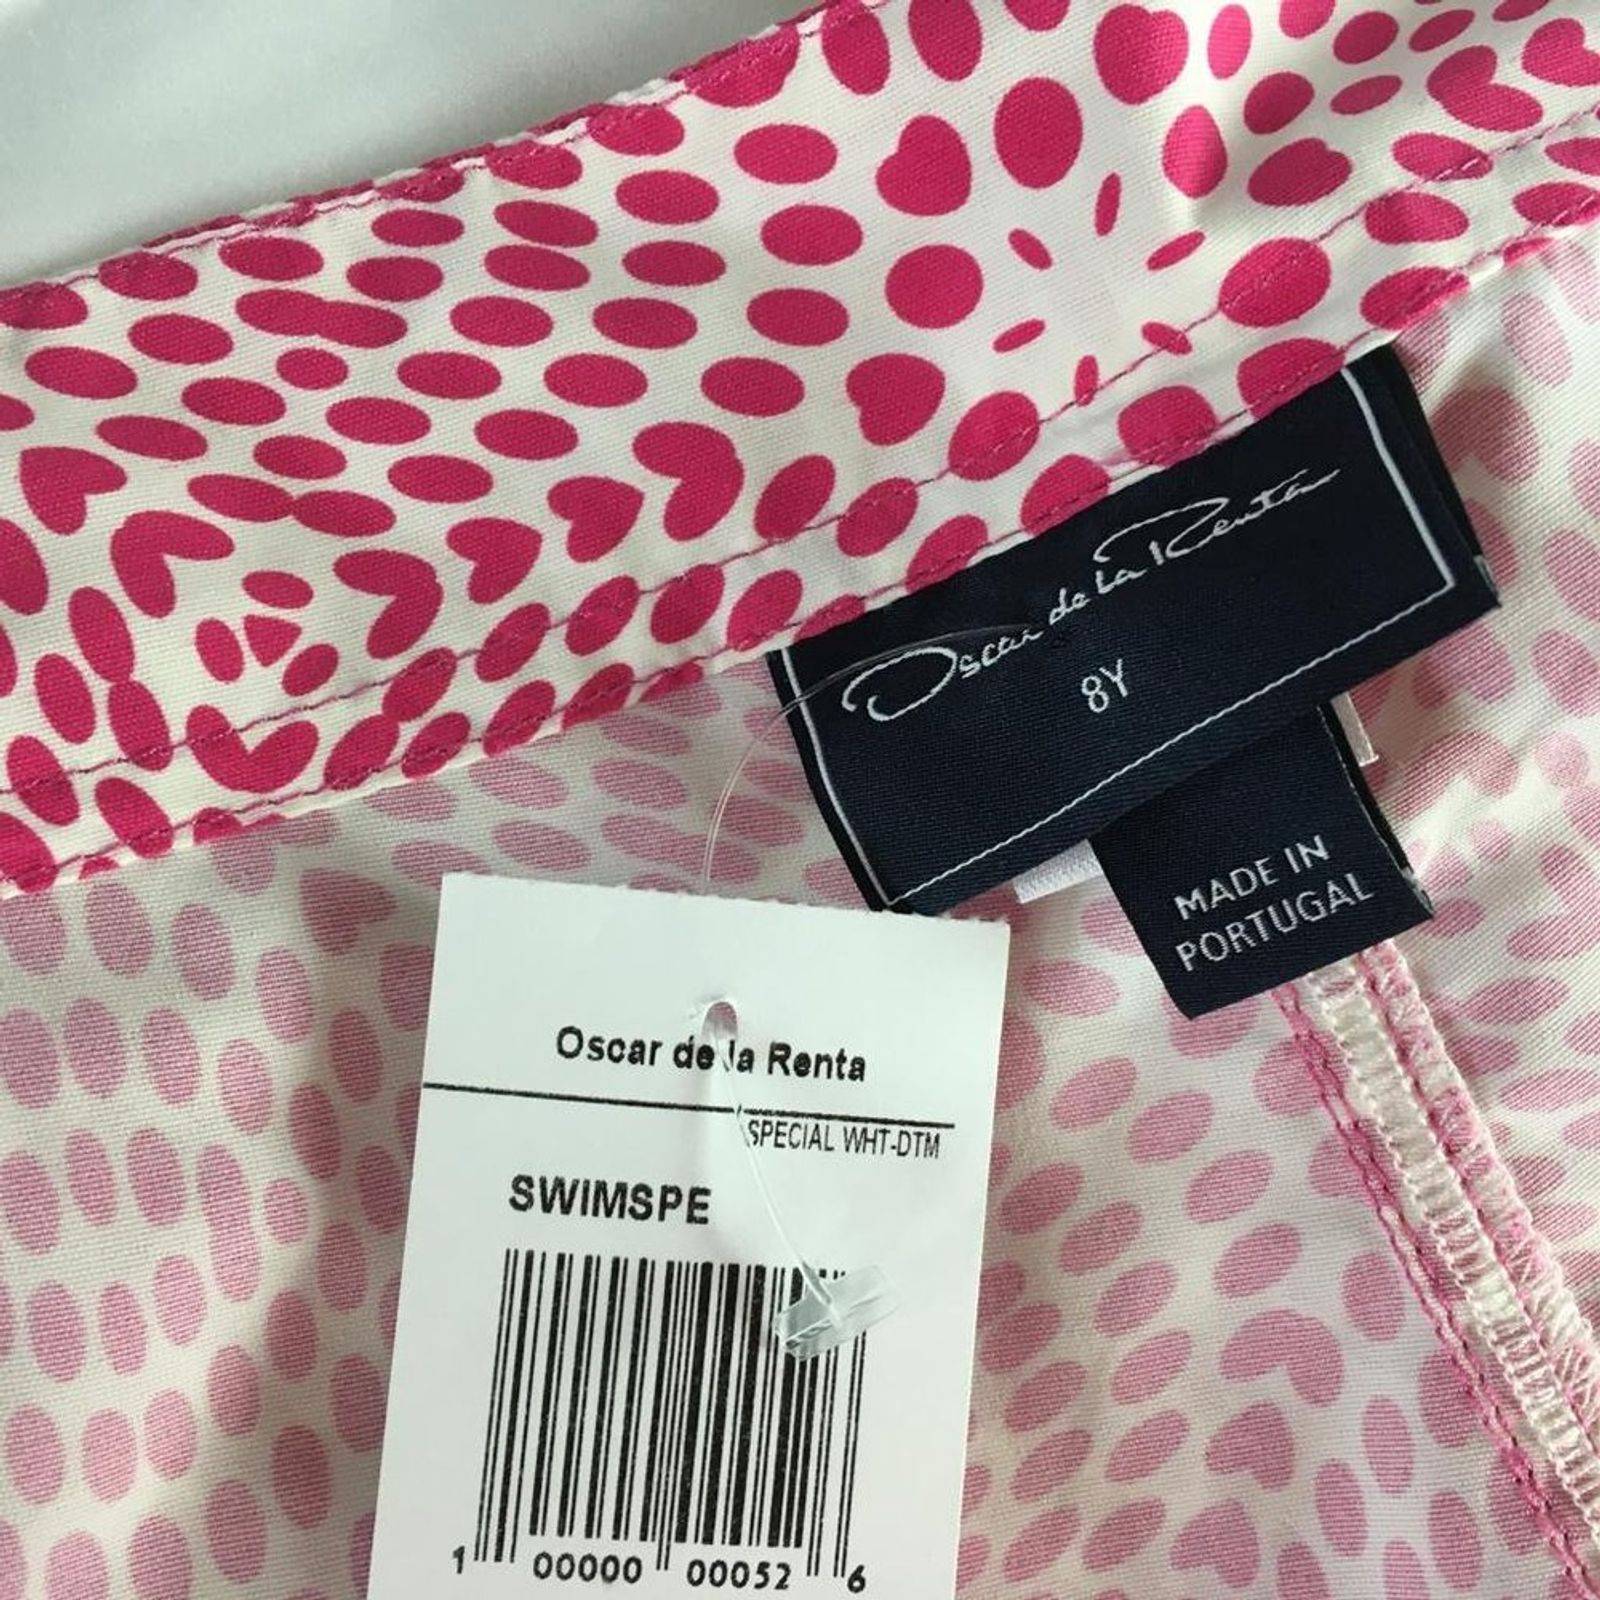 Oscar de la Renta
8Y
MADE IN
PORTUGAL
Oscar de la Renta
SPECIAL WHT-DTM
SWIMSPE
1 00000 00052 6